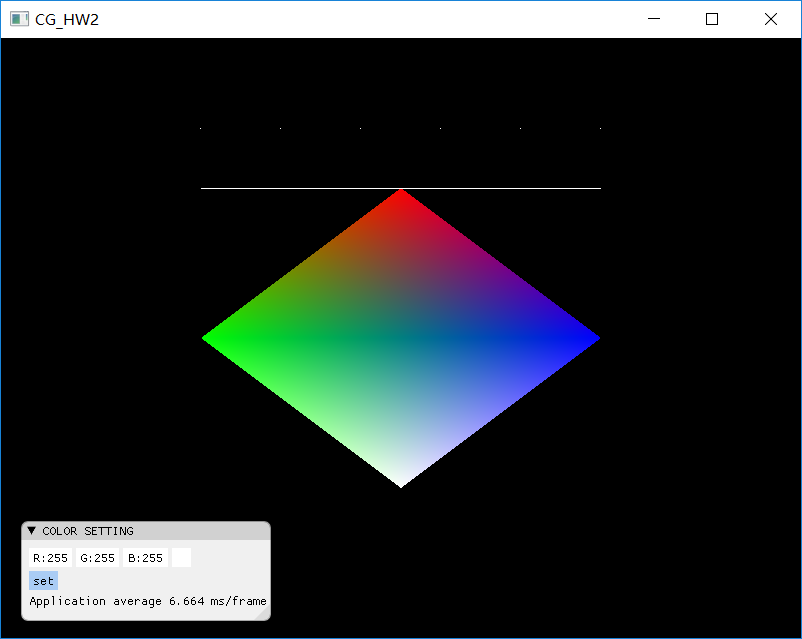 CG_HW2
COLOR SETTING
R:255 G:255 B:255
set
Application average 6.664 ms/frame